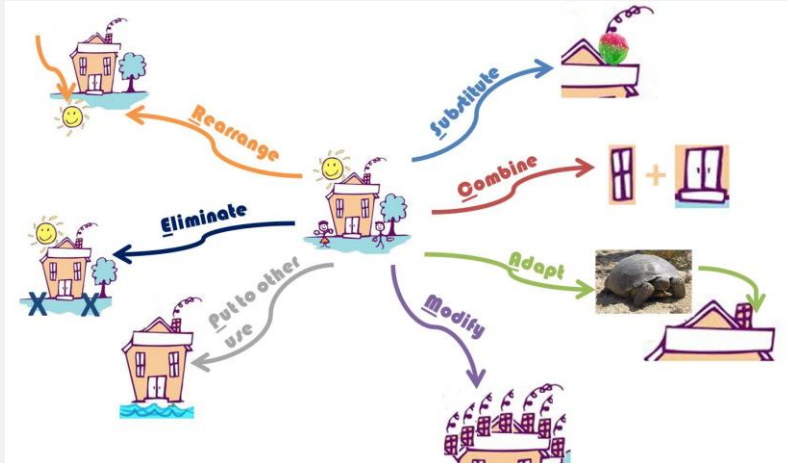 Substitute
Combine
Adapt
Modify
Put to other
use
Eliminate
Rearrange